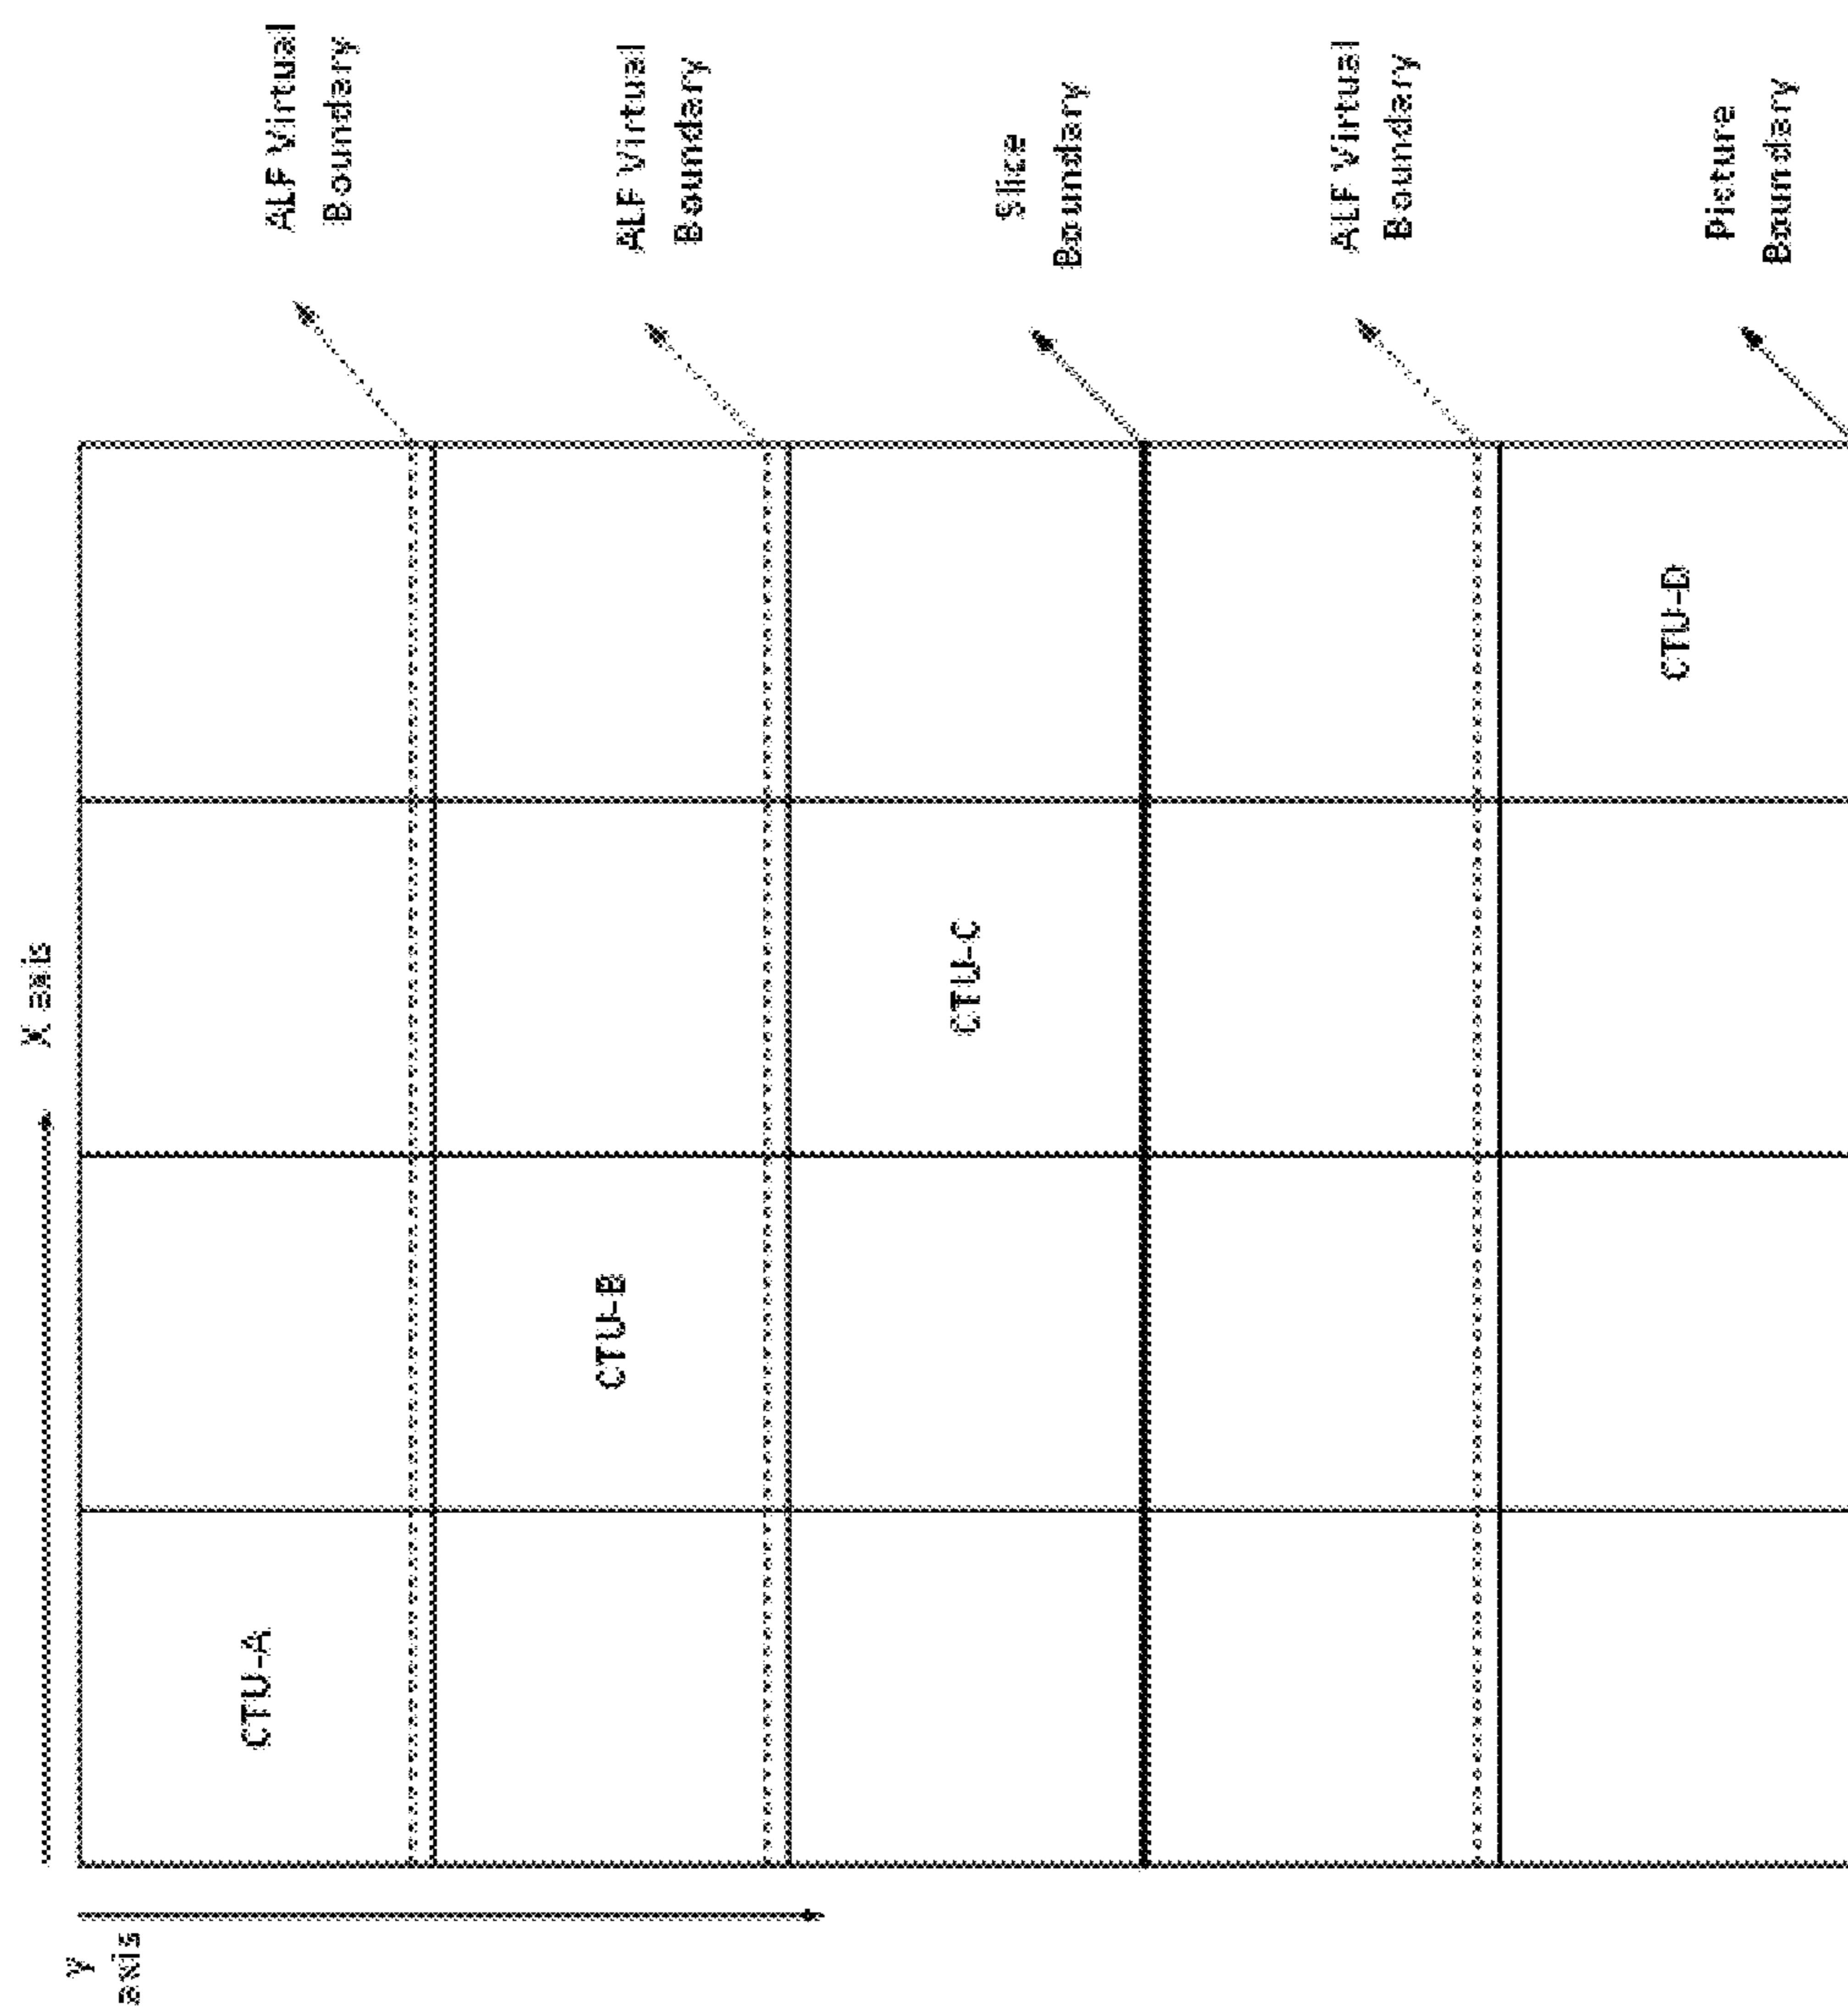 X axis
Y
axis
CTU-A
ALF Virtual
Boundary
CTU-B
ALF Virtual
Boundary
CTU-C
Slice
Boundary
ALF Virtual
Boundary
CTU-D
Picture
Boundary